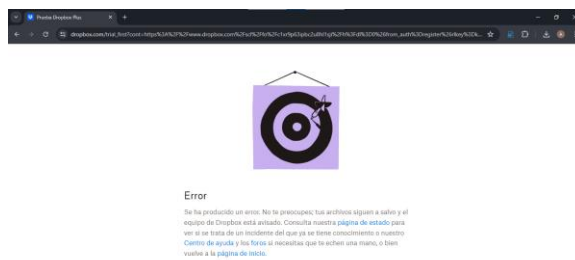 Prueba Dropbox Plus
Error
Se ha producido un error. No te preocupes; tus archivos siguen a salvo y el
equipo de Dropbox está avisado. Consulta nuestra página de estado para
ver si se trata de un incidente del que ya se tiene conocimiento o nuestro
Centro de ayuda y los foros si necesitas que te echen una mano, o bien
vuelve a la página de inicio.